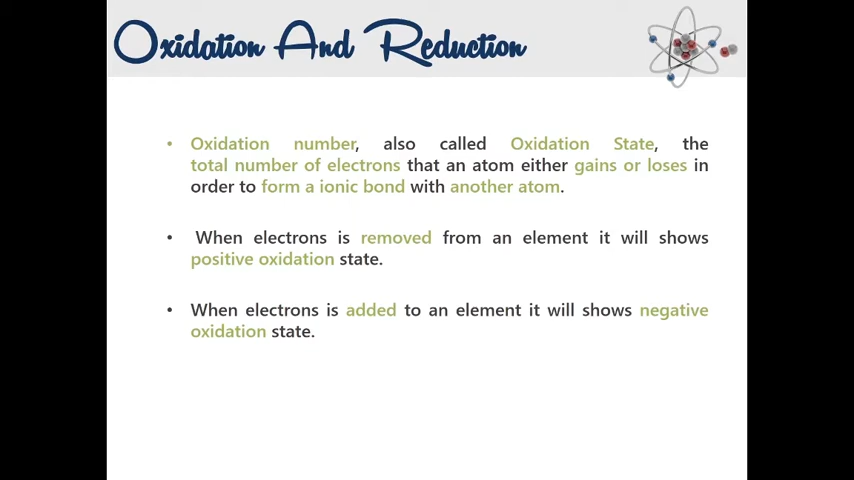 Oxidation And Reduction
• Oxidation number, also called Oxidation State, the
total number of electrons that an atom either gains or loses in
order to form a ionic bond with another atom.
• When electrons is removed from an element it will shows
positive oxidation state.
• When electrons is added to an element it will shows negative
oxidation state.